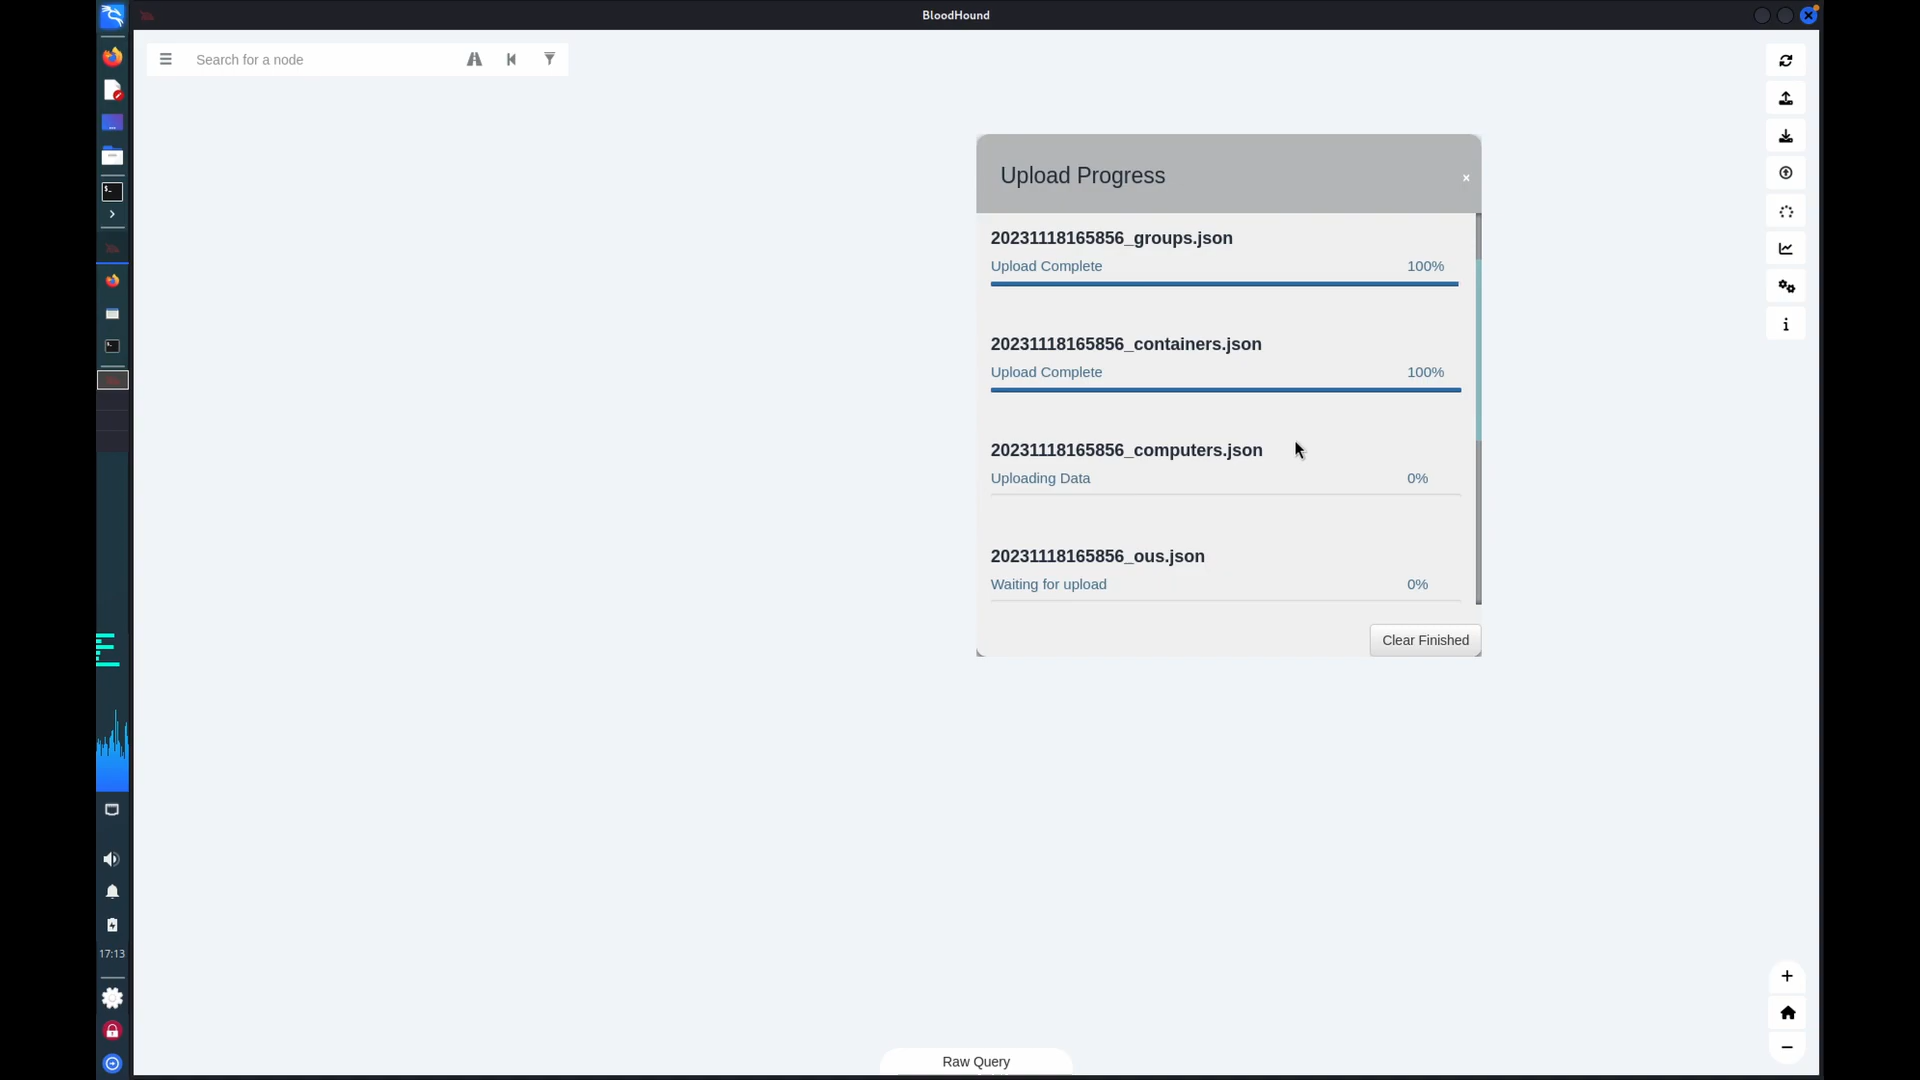 BloodHound
Search for a node
Upload Progress
×
20231118165856_groups.json
Upload Complete 100%
20231118165856_containers.json
Upload Complete 100%
20231118165856_computers.json
Uploading Data 0%
20231118165856_ous.json
Waiting for upload 0%
Clear Finished
17:13
Raw Query